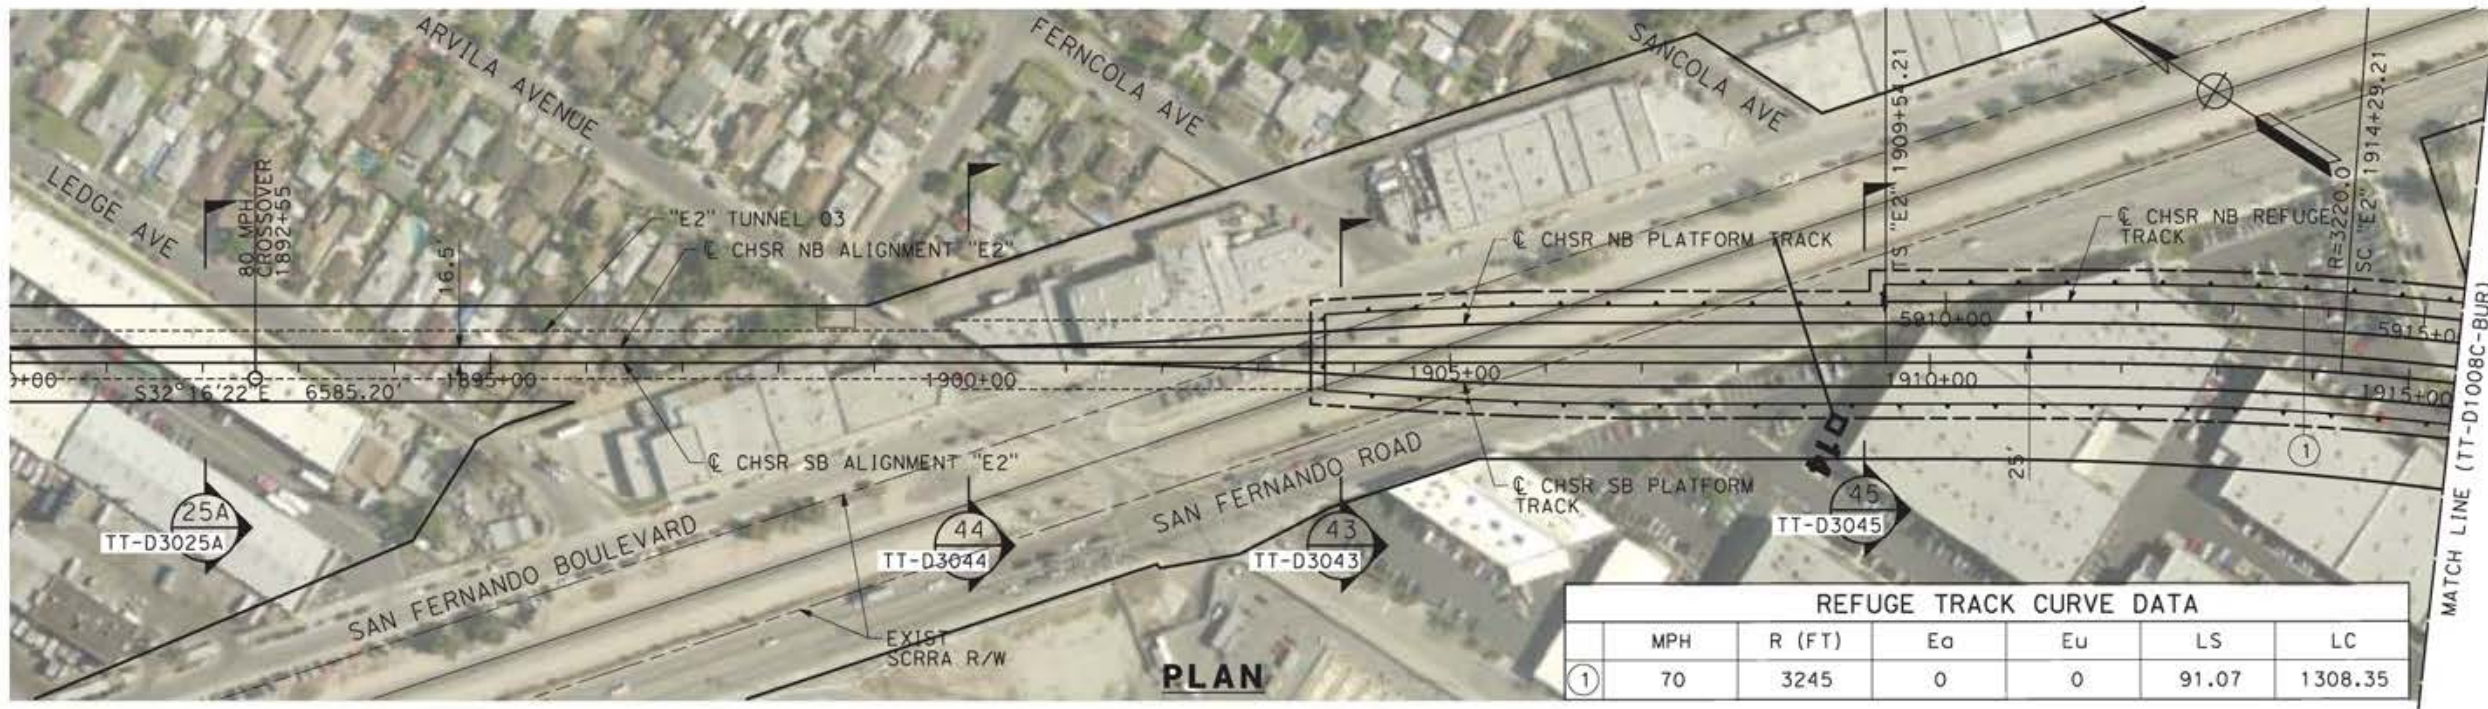 ARVILA AVENUE
FERNCOLA AVE
SANCOLA AVE
TS "E2" 1909+54.21
R=3220.0
SC "E2" 1914+29.21
LEDGE AVE
80 MPH
CROSSOVER
1892+55
16.5'
"E2" TUNNEL 03
℄ CHSR NB ALIGNMENT "E2"
℄ CHSR NB PLATFORM TRACK
℄ CHSR NB REFUGE
TRACK
5910+00
5915+0
0+00
S32°16'22"E 6585.20'
1895+00
1900+00
1905+00
1910+00
1915+00
℄ CHSR SB ALIGNMENT "E2"
℄ CHSR SB PLATFORM
TRACK
D14
25'
1
SAN FERNANDO ROAD
SAN FERNANDO BOULEVARD
25A
TT-D3025A
44
TT-D3044
43
TT-D3043
45
TT-D3045
EXIST
SCRRA R/W
PLAN
MATCH LINE (TT-D1008C-BUR)
REFUGE TRACK CURVE DATA
MPH R (FT) Ea Eu LS LC
1 70 3245 0 0 91.07 1308.35